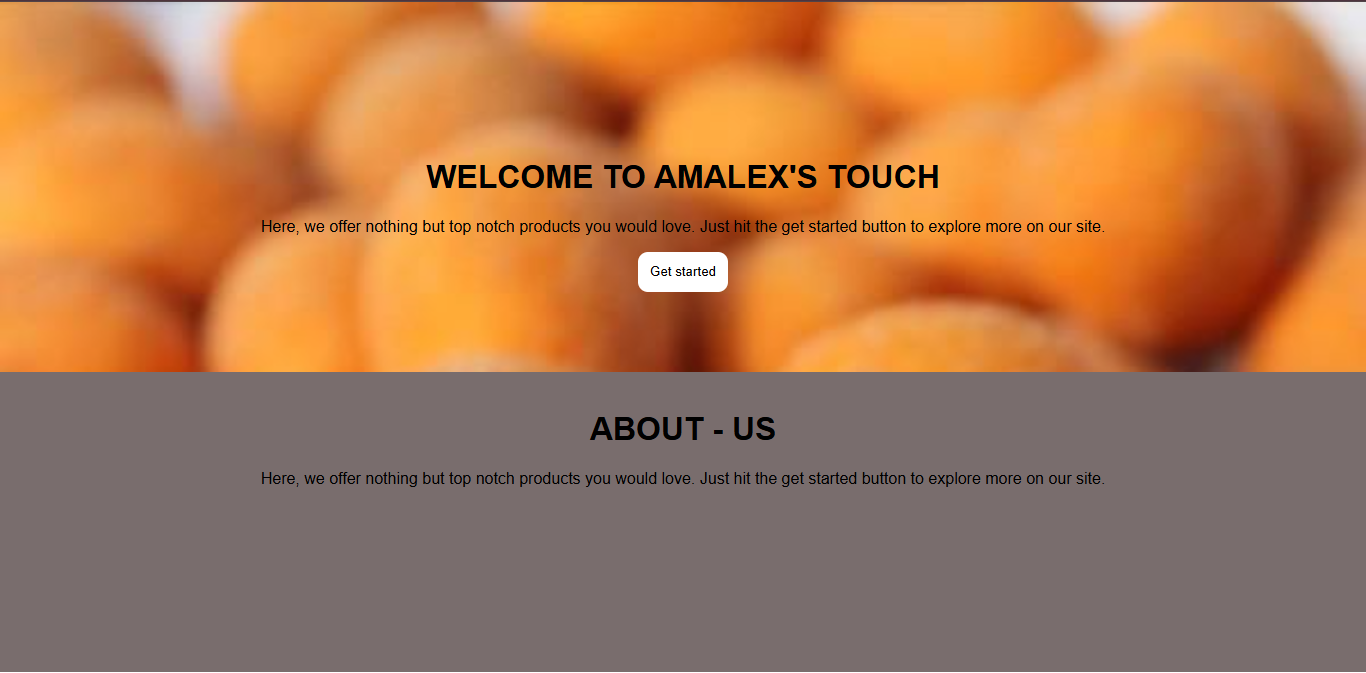 WELCOME TO AMALEX'S TOUCH
Here, we offer nothing but top notch products you would love. Just hit the get started button to explore more on our site.
Get started
ABOUT - US
Here, we offer nothing but top notch products you would love. Just hit the get started button to explore more on our site.